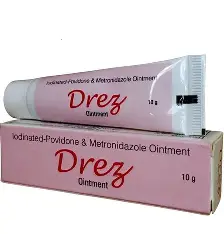 Iodinated-Povidone & Metronidazole Ointment
Drez
Ointment
10 g
Iodinated-Povidone & Metronidazole Ointment
Drez
Ointment
10 g